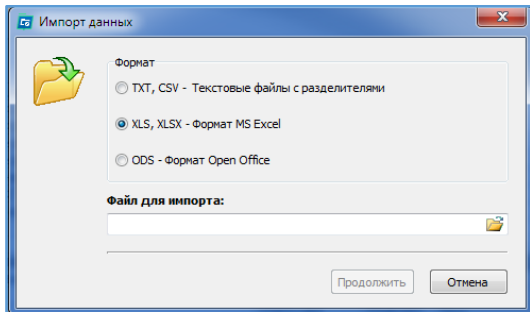 Импорт данных
Формат
TXT, CSV - Текстовые файлы с разделителями
XLS, XLSX - Формат MS Excel
ODS - Формат Open Office
Файл для импорта:
Продолжить Отмена